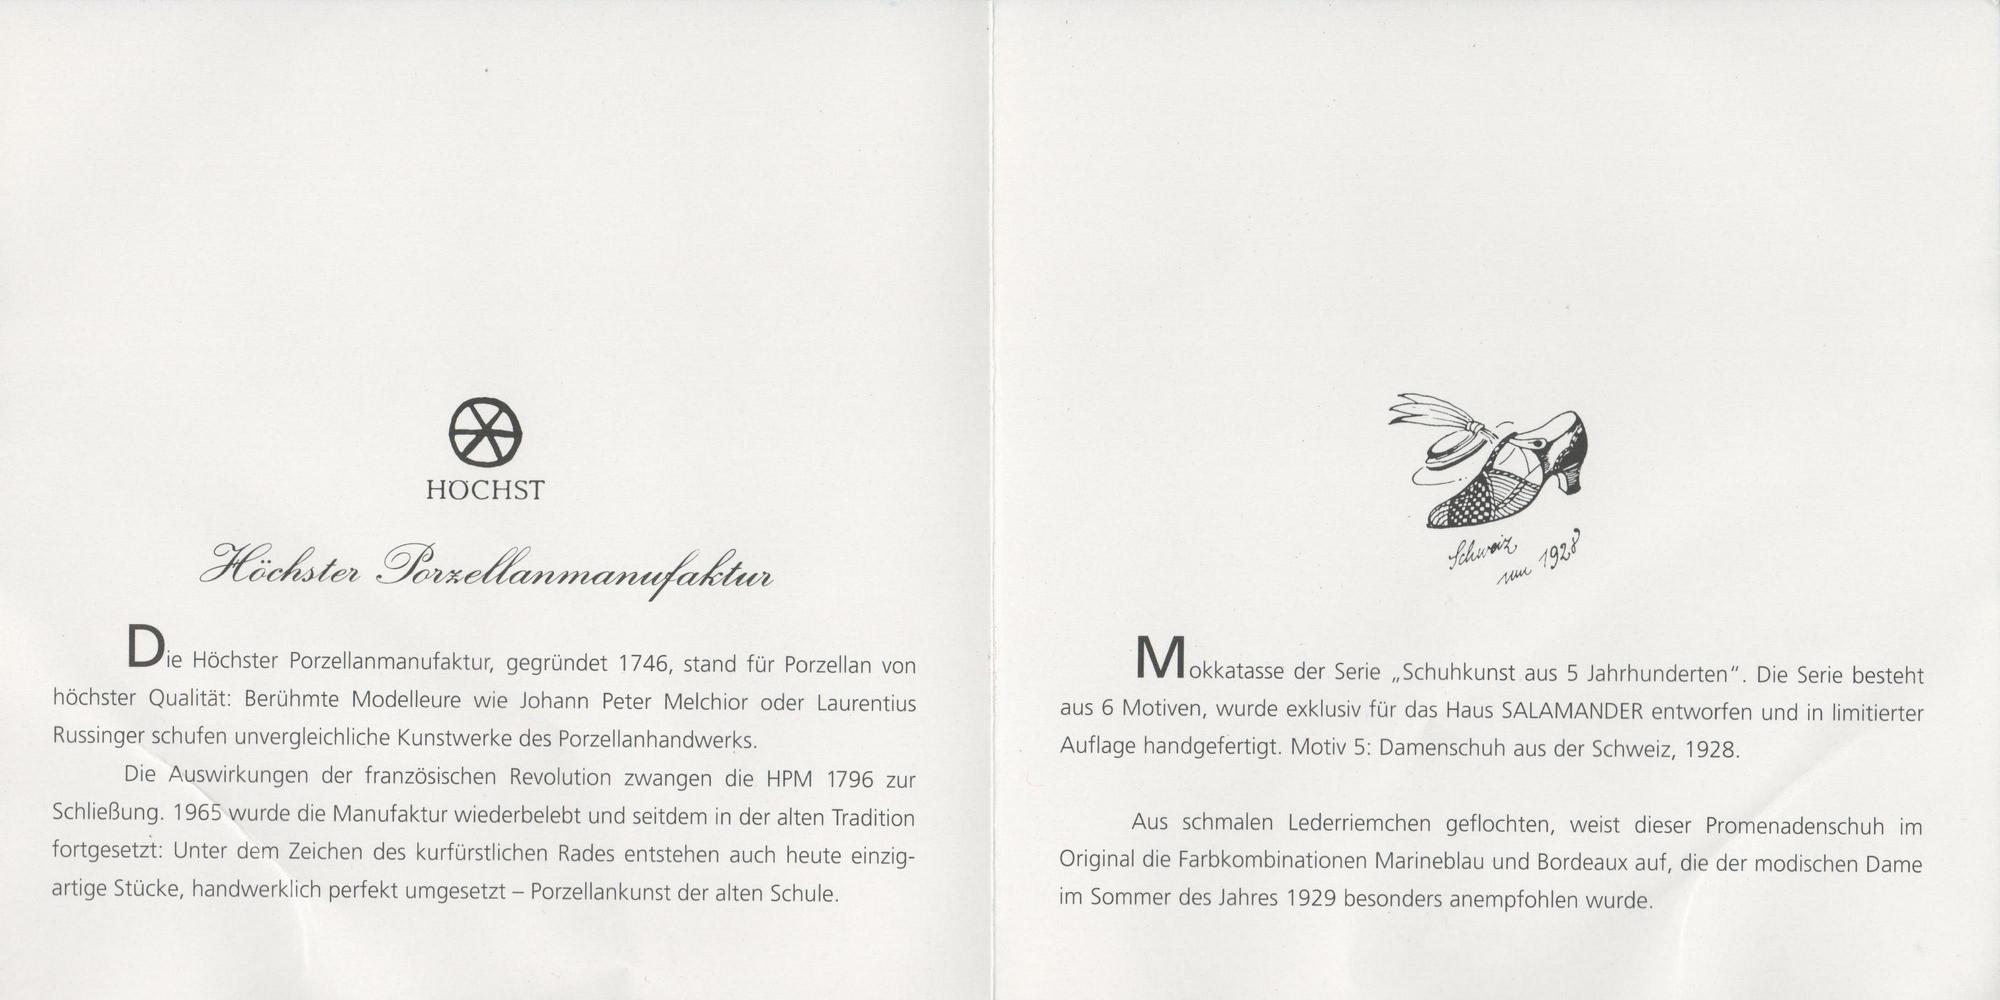 HÖCHST
Höchster Porzellanmanufaktur
Die Höchster Porzellanmanufaktur, gegründet 1746, stand für Porzellan von
höchster Qualität: Berühmte Modelleure wie Johann Peter Melchior oder Laurentius
Russinger schufen unvergleichliche Kunstwerke des Porzellanhandwerks.
Die Auswirkungen der französischen Revolution zwangen die HPM 1796 zur
Schließung. 1965 wurde die Manufaktur wiederbelebt und seitdem in der alten Tradition
fortgesetzt: Unter dem Zeichen des kurfürstlichen Rades entstehen auch heute einzig-
artige Stücke, handwerklich perfekt umgesetzt – Porzellankunst der alten Schule.
Schweiz
um 1928
Mokkatasse der Serie „Schuhkunst aus 5 Jahrhunderten“. Die Serie besteht
aus 6 Motiven, wurde exklusiv für das Haus SALAMANDER entworfen und in limitierter
Auflage handgefertigt. Motiv 5: Damenschuh aus der Schweiz, 1928.
Aus schmalen Lederriemchen geflochten, weist dieser Promenadenschuh im
Original die Farbkombinationen Marineblau und Bordeaux auf, die der modischen Dame
im Sommer des Jahres 1929 besonders anempfohlen wurde.